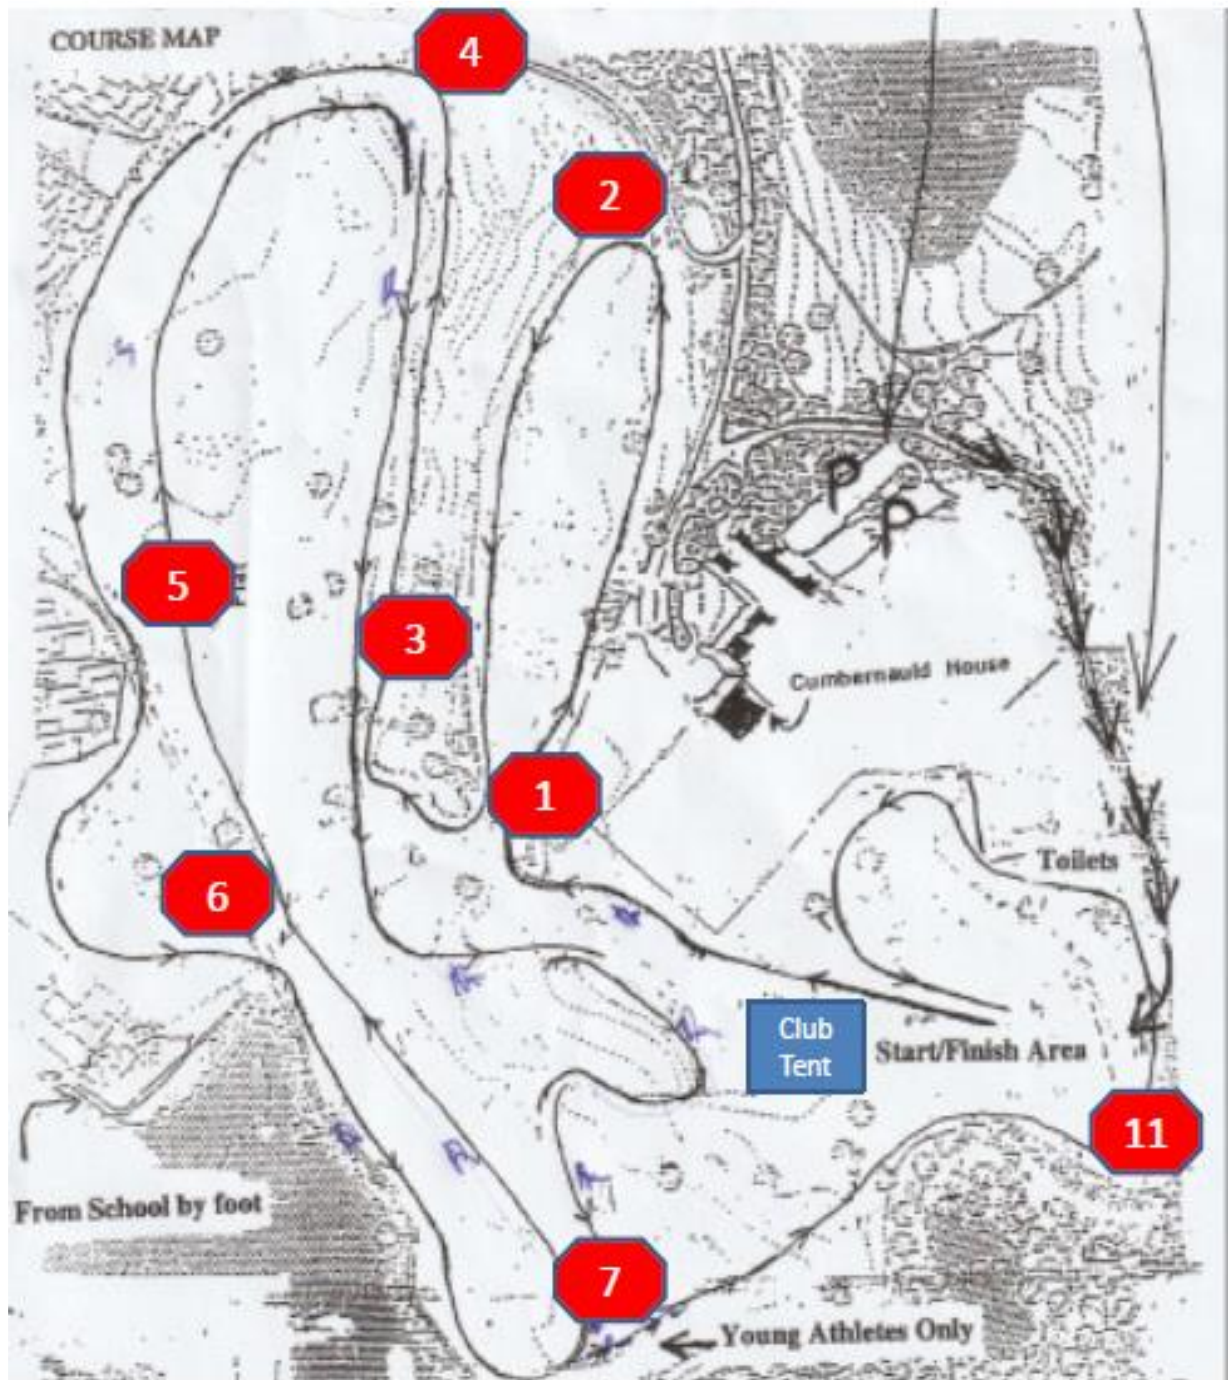 COURSE MAP
4
2
P
P
5
3
Cumbernauld House
1
Toilets
6
Club
Tent
Start/Finish Area
11
From School by foot
7
Young Athletes Only